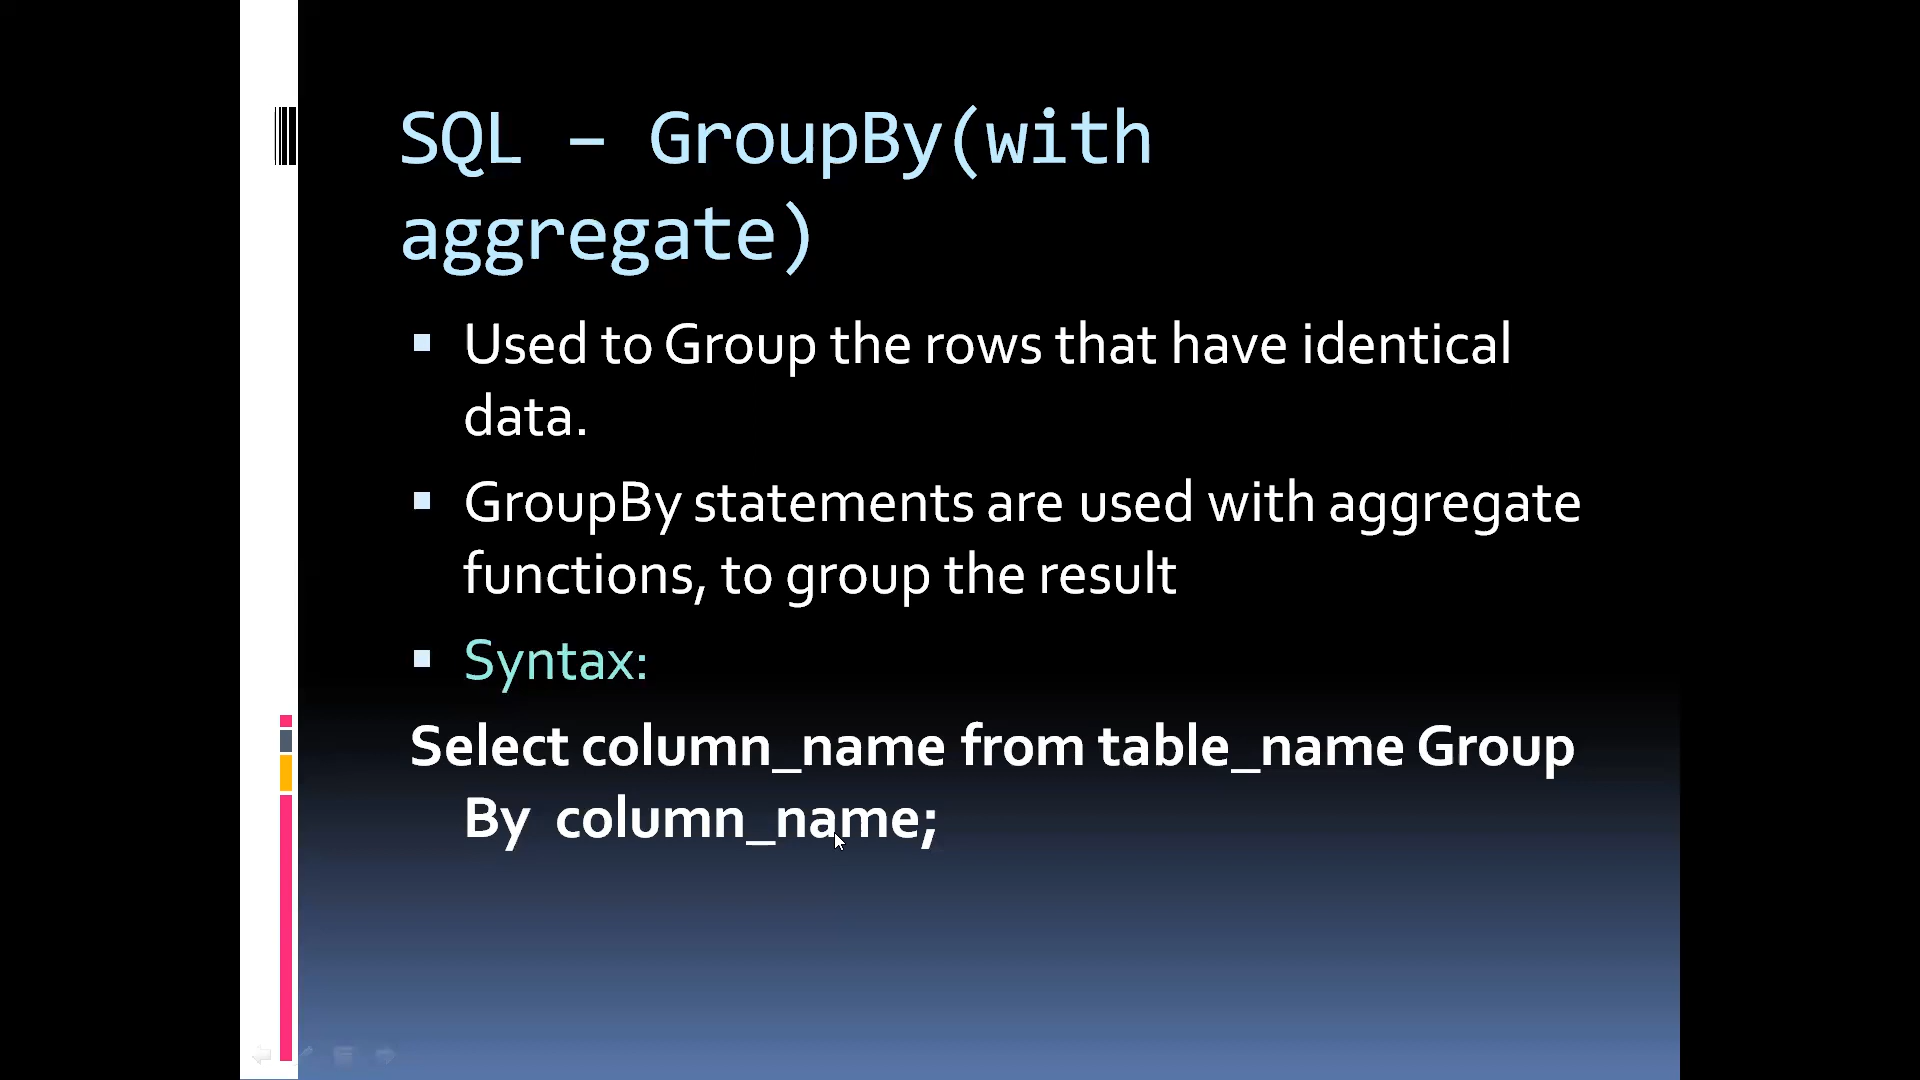 SQL – GroupBy(with
aggregate)
Used to Group the rows that have identical
data.
GroupBy statements are used with aggregate
functions, to group the result
Syntax:
Select column_name from table_name Group
By column_name;